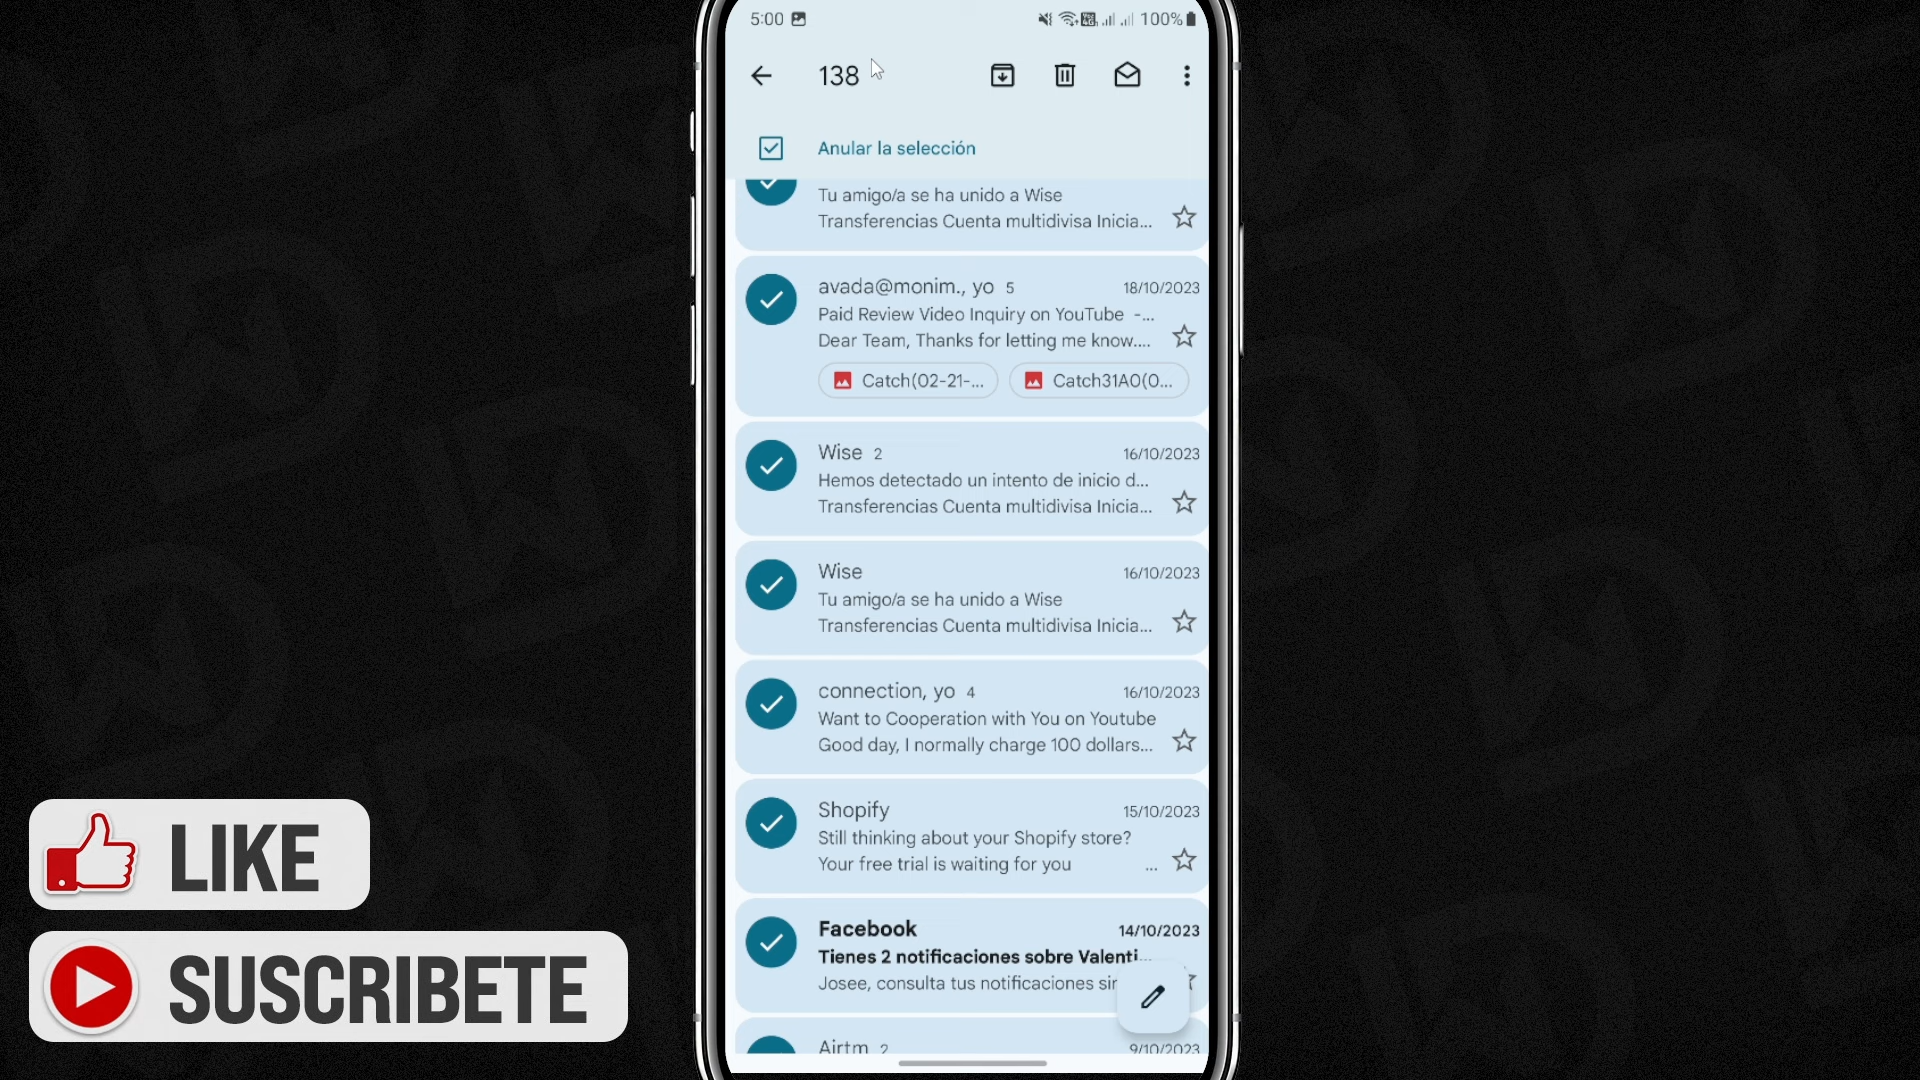 5:00
100%
138
Anular la selección
Tu amigo/a se ha unido a Wise
Transferencias Cuenta multidivisa Inicia...
avada@monim., yo 5 18/10/2023
Paid Review Video Inquiry on YouTube -...
Dear Team, Thanks for letting me know....
Catch(02-21-... Catch31A0(0...
Wise 2 16/10/2023
Hemos detectado un intento de inicio d...
Transferencias Cuenta multidivisa Inicia...
Wise 16/10/2023
Tu amigo/a se ha unido a Wise
Transferencias Cuenta multidivisa Inicia...
connection, yo 4 16/10/2023
Want to Cooperation with You on Youtube
Good day, I normally charge 100 dollars...
Shopify 15/10/2023
Still thinking about your Shopify store?
Your free trial is waiting for you ...
Facebook 14/10/2023
Tienes 2 notificaciones sobre Valenti...
Josee, consulta tus notificaciones sin
Airtm 2 9/10/2023
LIKE
SUSCRIBETE